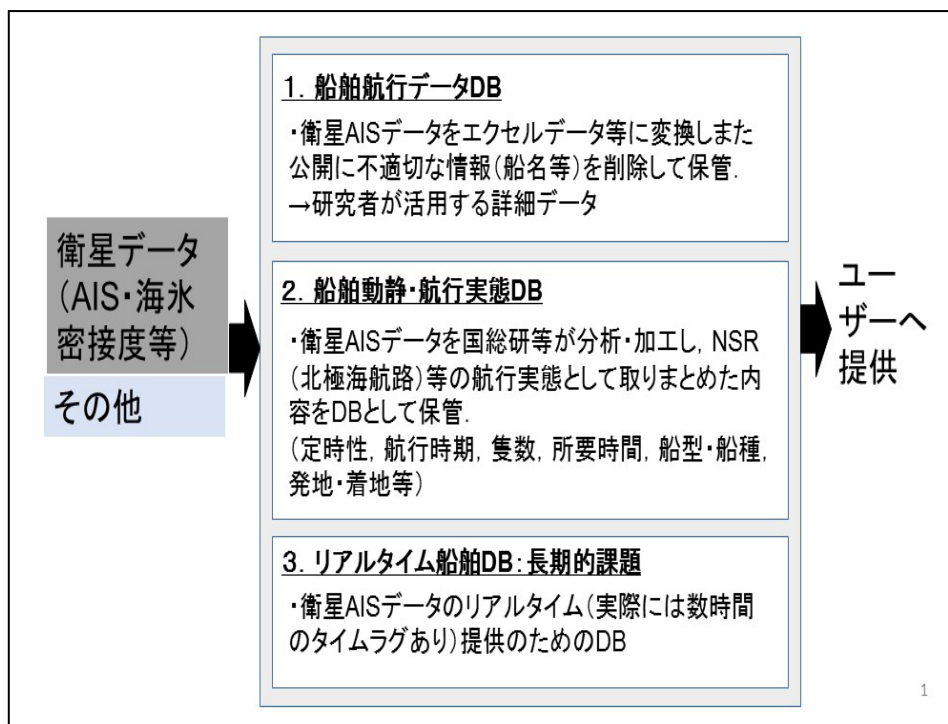 衛星データ
(AIS・海氷
密接度等)
その他
1. 船舶航行データDB
・衛星AISデータをエクセルデータ等に変換しまた
公開に不適切な情報(船名等)を削除して保管.
→研究者が活用する詳細データ
2. 船舶動静・航行実態DB
・衛星AISデータを国総研等が分析・加工し, NSR
(北極海航路)等の航行実態として取りまとめた内
容をDBとして保管.
(定時性, 航行時期, 隻数, 所要時間, 船型・船種,
発地・着地等)
3. リアルタイム船舶DB:長期的課題
・衛星AISデータのリアルタイム(実際には数時間
のタイムラグあり)提供のためのDB
ユー
ザーへ
提供
1